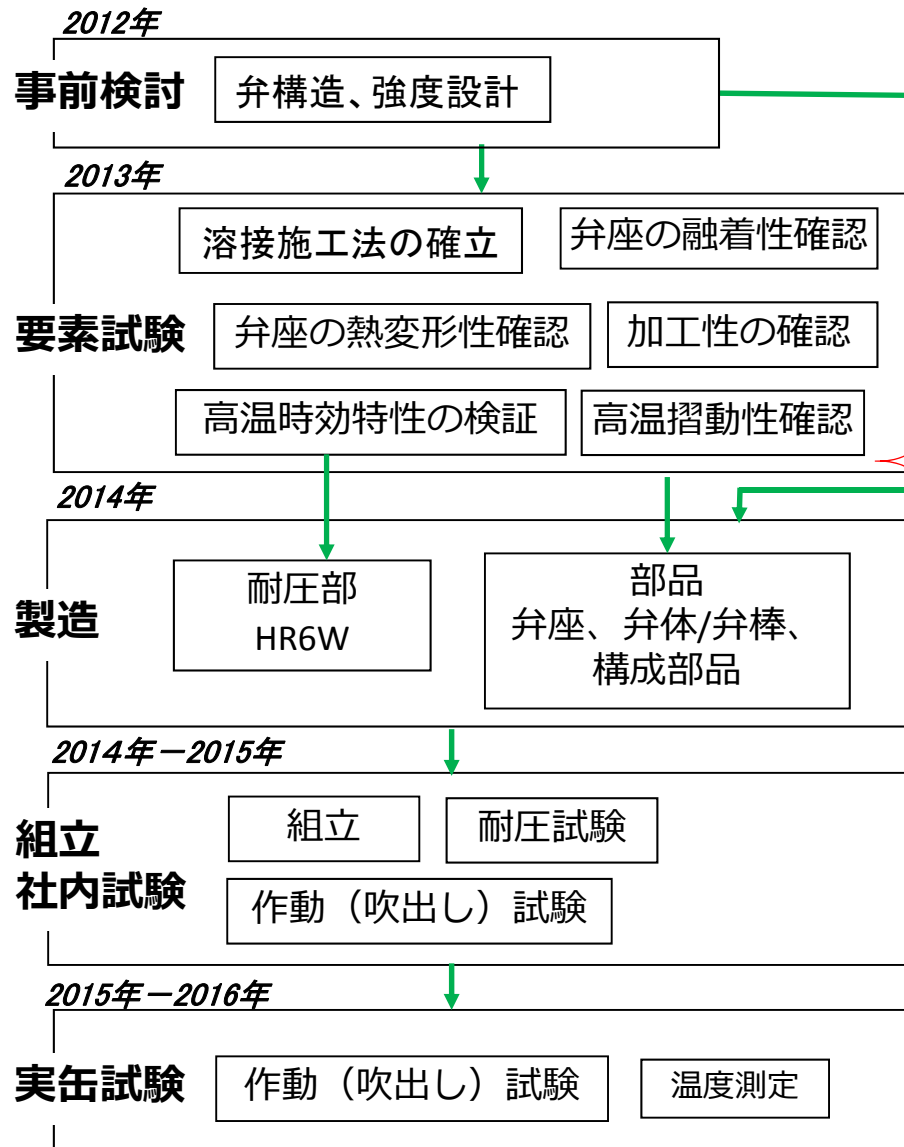 2012年
事前検討
弁構造、強度設計
2013年
溶接施工法の確立
弁座の融着性確認
要素試験
弁座の熱変形性確認
加工性の確認
高温時効特性の検証
高温摺動性確認
2014年
製造
耐圧部
HR6W
部品
弁座、弁体/弁棒、
構成部品
2014年－2015年
組立
社内試験
組立
耐圧試験
作動（吹出し）試験
2015年－2016年
実缶試験
作動（吹出し）試験
温度測定